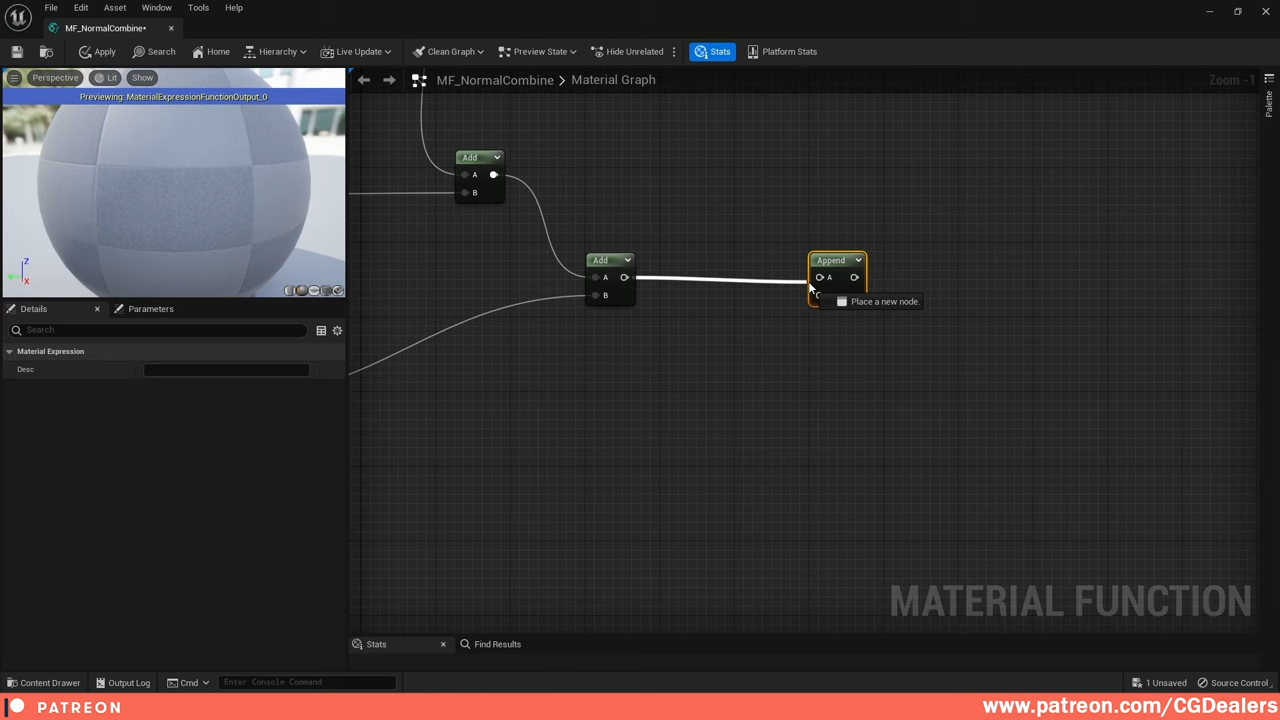 File Edit Asset Window Tools Help
MF_NormalCombine•
Apply Search Home Hierarchy Live Update Clean Graph Preview State Hide Unrelated Stats Platform Stats
Perspective Lit Show
MF_NormalCombine > Material Graph
Zoom -1
Palette
Previewing: MaterialExpressionFunctionOutput_0
Z
X
Details Parameters
Search
Material Expression
Desc
Add
A
B
Add
A
B
Append
A
Place a new node.
MATERIAL FUNCTION
Stats Find Results
Content Drawer Output Log Cmd Enter Console Command 1 Unsaved Source Control
PATREON www.patreon.com/CGDealers